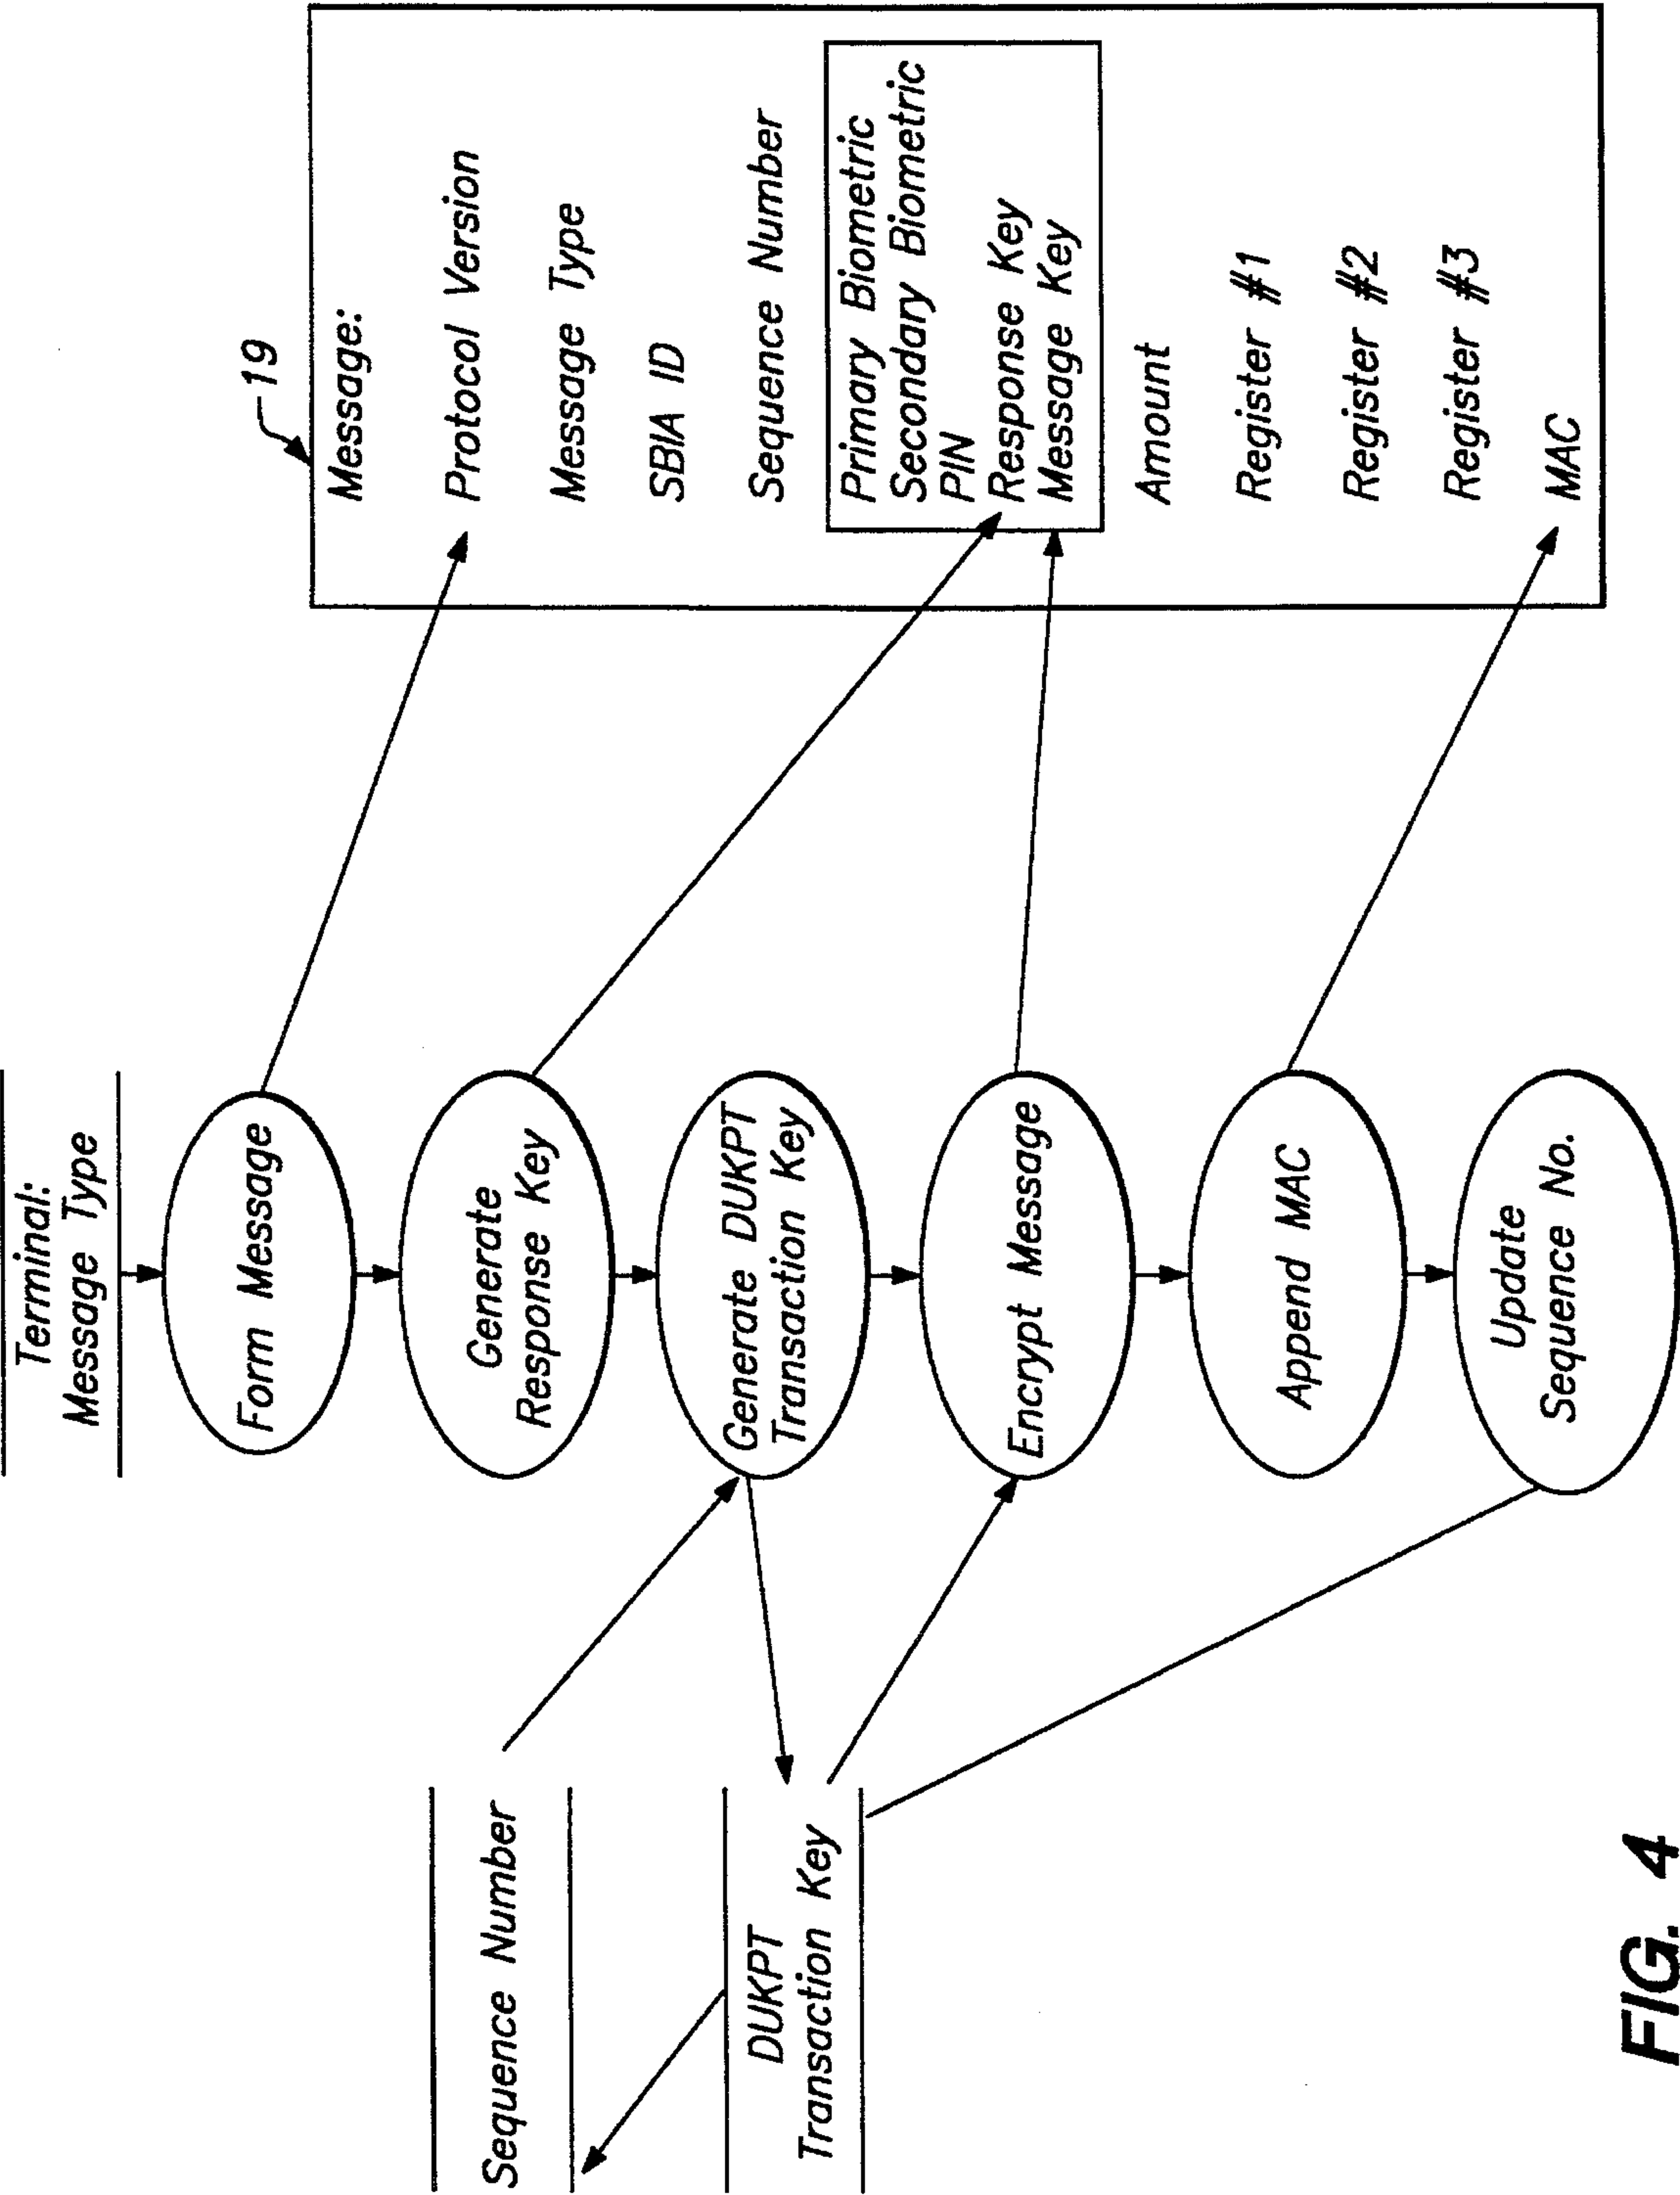 Terminal:
Message Type
Form Message
Generate
Response Key
Generate DUKPT
Transaction Key
Encrypt Message
Append MAC
Update
Sequence No.
Sequence Number
DUKPT
Transaction Key
19
Message:
Protocol Version
Message Type
SBIA ID
Sequence Number
Primary Biometric
Secondary Biometric
PIN
Response Key
Message Key
Amount
Register #1
Register #2
Register #3
MAC
FIG. 4